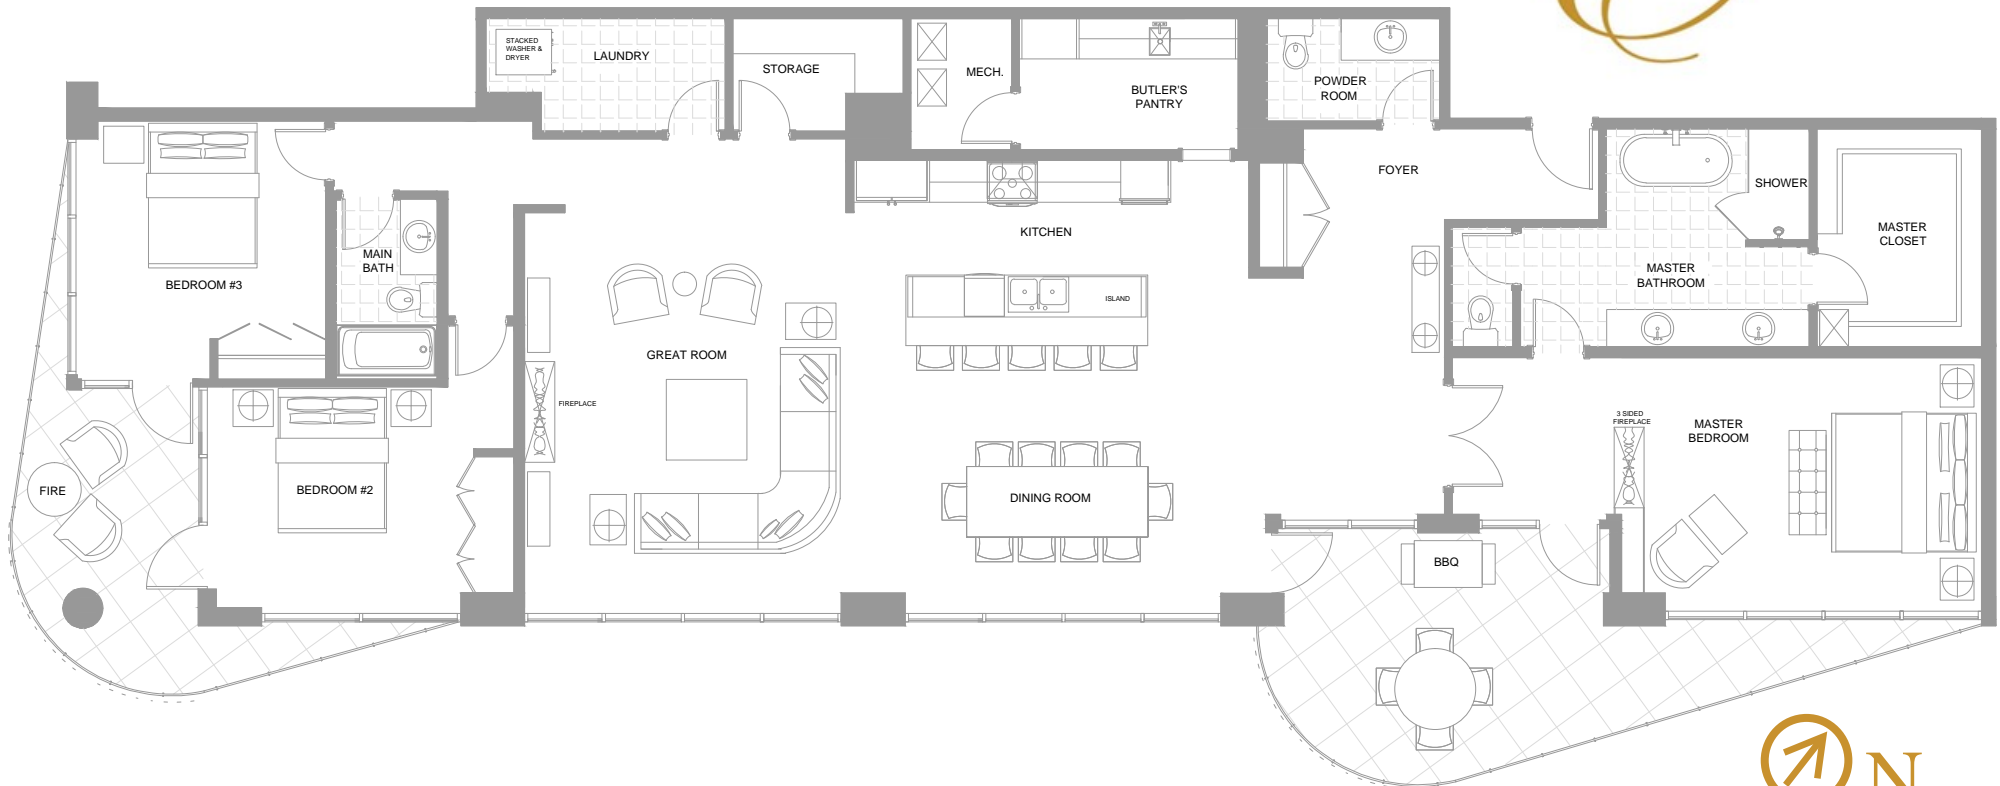 STACKED
WASHER &
DRYER
LAUNDRY
STORAGE
MECH.
BUTLER'S
PANTRY
POWDER
ROOM
FOYER
SHOWER
MASTER
CLOSET
MASTER
BATHROOM
KITCHEN
ISLAND
MAIN
BATH
BEDROOM #3
GREAT ROOM
FIREPLACE
3 SIDED
FIREPLACE
MASTER
BEDROOM
FIRE
BEDROOM #2
DINING ROOM
BBQ
N